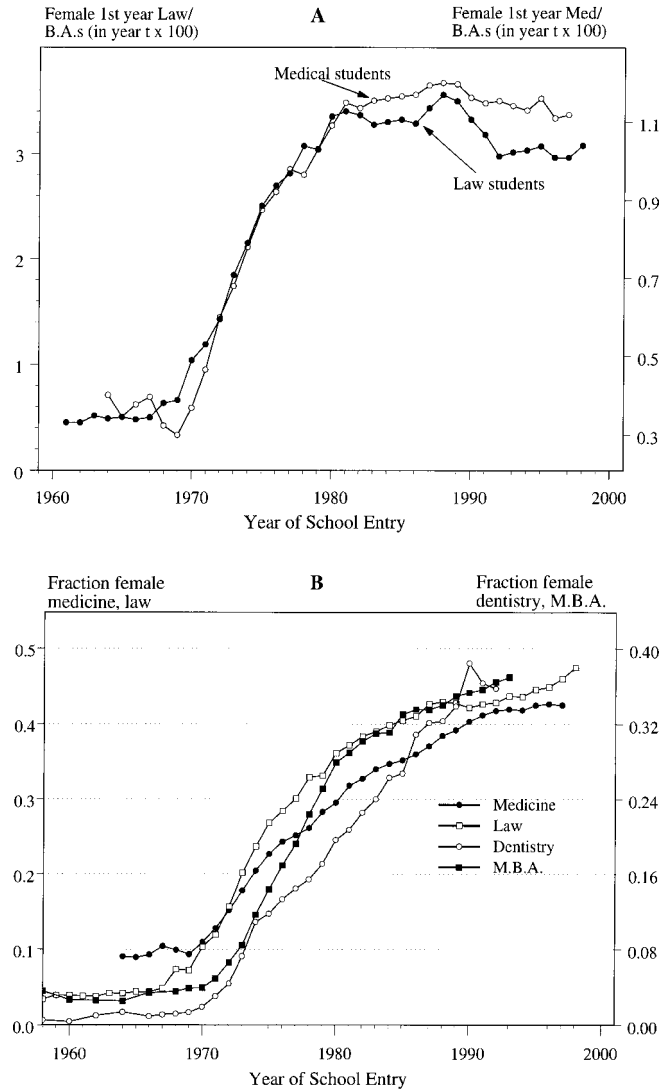 Female 1st year Law/
B.A.s (in year t x 100)
A
Female 1st year Med/
B.A.s (in year t x 100)
Medical students
Law students
3
2
1
0
1.1
0.9
0.7
0.5
0.3
1960 1970 1980 1990 2000
Year of School Entry
Fraction female
medicine, law
B
Fraction female
dentistry, M.B.A.
0.5
0.4
0.3
0.2
0.1
0.0
0.40
0.32
0.24
0.16
0.08
0.00
Medicine
Law
Dentistry
M.B.A.
1960 1970 1980 1990 2000
Year of School Entry